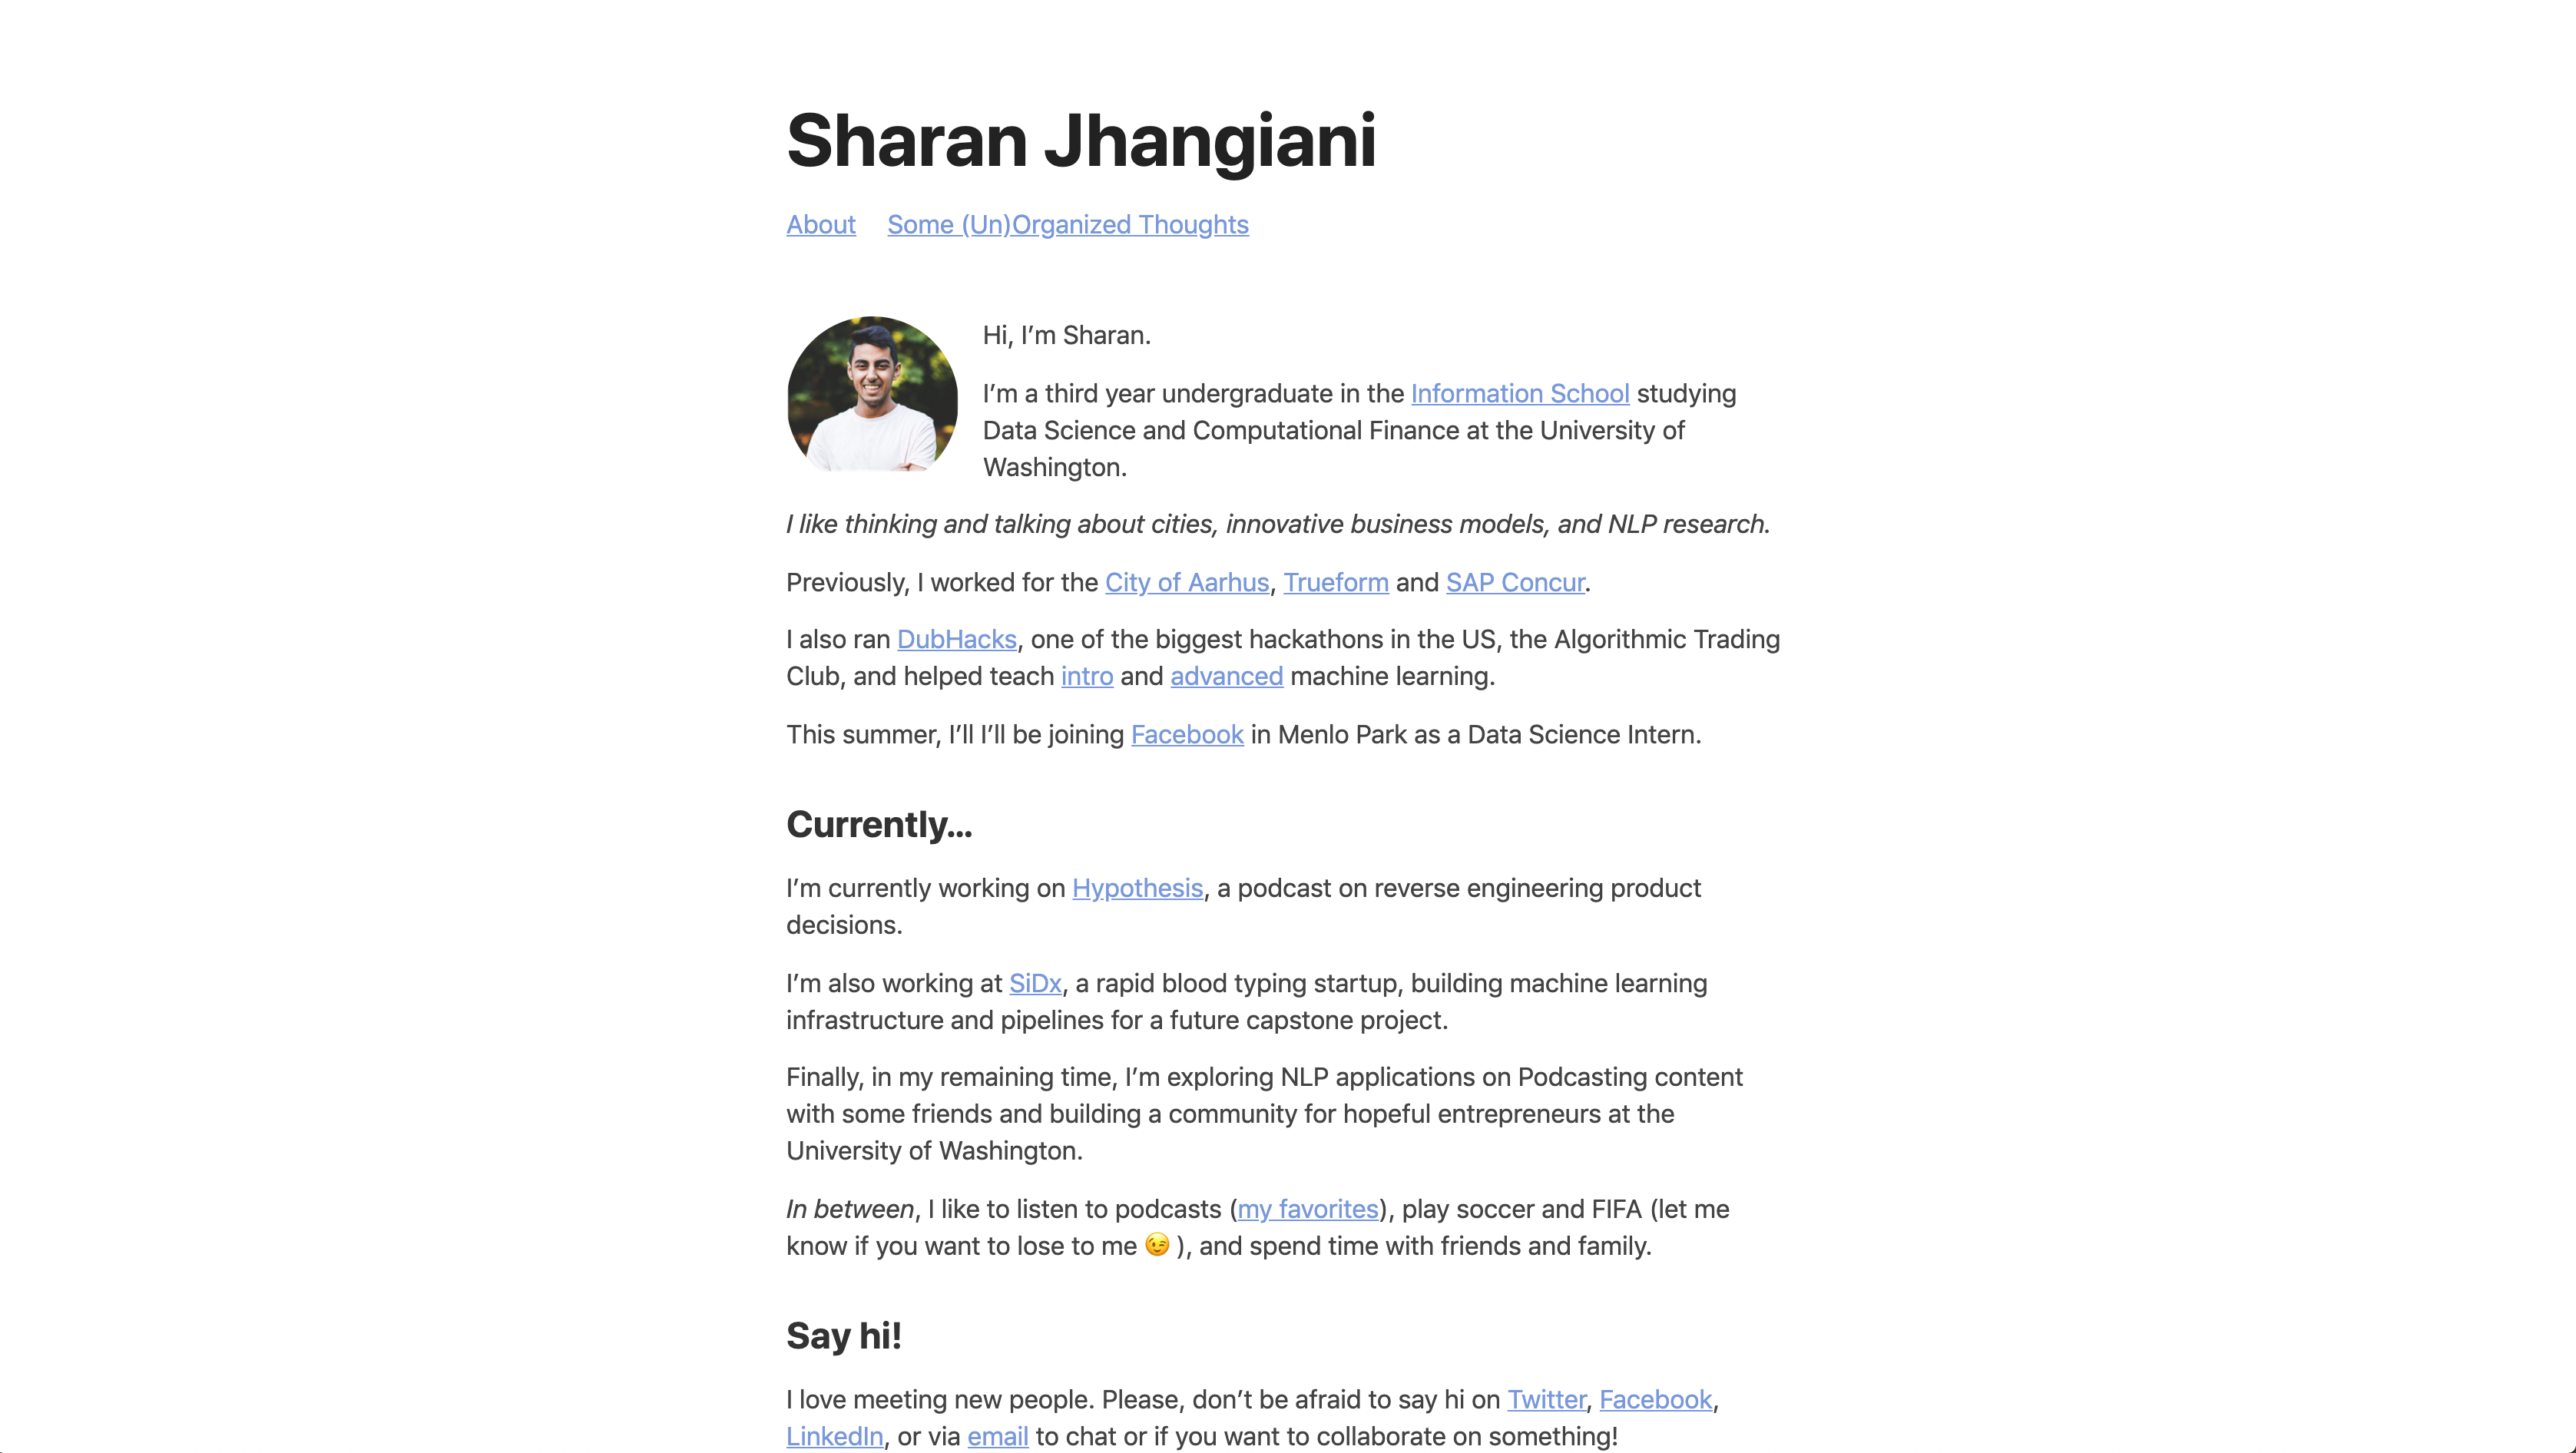 Sharan Jhangiani
About Some (Un)Organized Thoughts
Hi, I’m Sharan.
I’m a third year undergraduate in the Information School studying
Data Science and Computational Finance at the University of
Washington.
I like thinking and talking about cities, innovative business models, and NLP research.
Previously, I worked for the City of Aarhus, Trueform and SAP Concur.
I also ran DubHacks, one of the biggest hackathons in the US, the Algorithmic Trading
Club, and helped teach intro and advanced machine learning.
This summer, I’ll I’ll be joining Facebook in Menlo Park as a Data Science Intern.
Currently...
I’m currently working on Hypothesis, a podcast on reverse engineering product
decisions.
I’m also working at SiDx, a rapid blood typing startup, building machine learning
infrastructure and pipelines for a future capstone project.
Finally, in my remaining time, I’m exploring NLP applications on Podcasting content
with some friends and building a community for hopeful entrepreneurs at the
University of Washington.
In between, I like to listen to podcasts (my favorites), play soccer and FIFA (let me
know if you want to lose to me 😉 ), and spend time with friends and family.
Say hi!
I love meeting new people. Please, don’t be afraid to say hi on Twitter, Facebook,
LinkedIn, or via email to chat or if you want to collaborate on something!